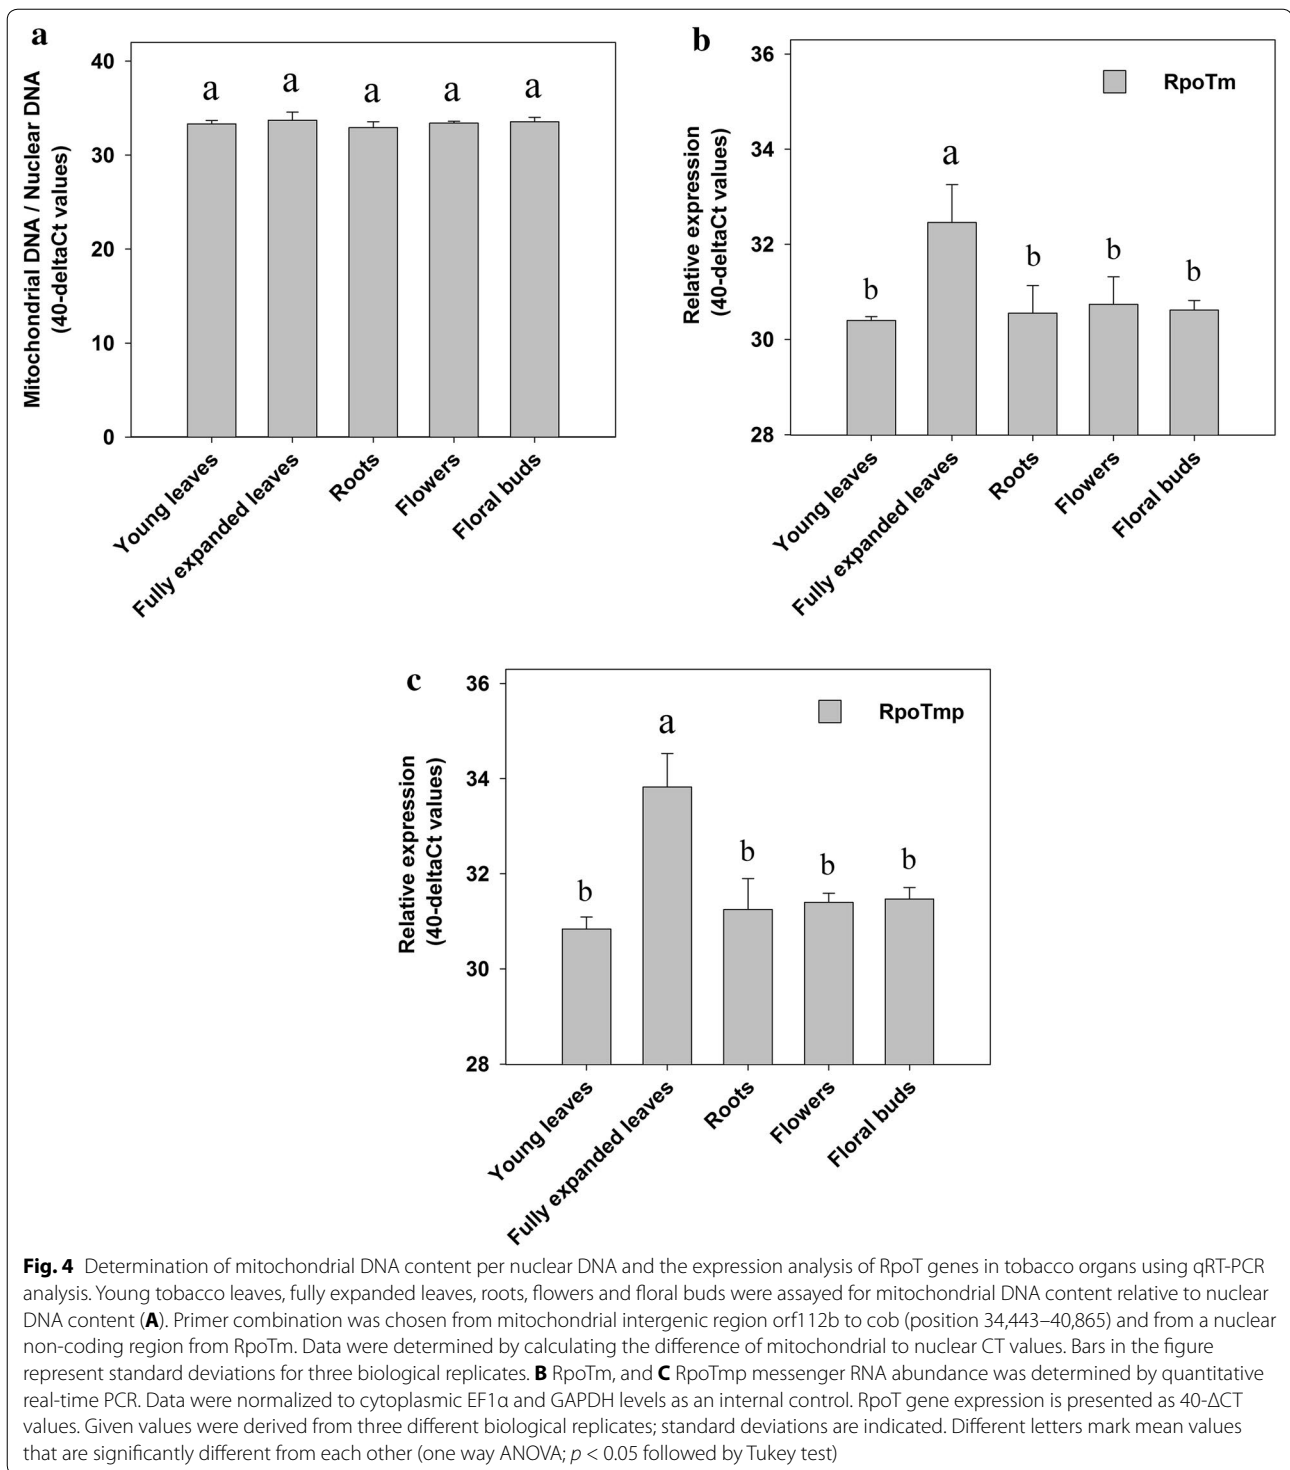 a
Mitochondrial DNA / Nuclear DNA
(40-deltaCt values)
40
30
20
10
0
a
a
a
a
a
Young leaves
Fully expanded leaves
Roots
Flowers
Floral buds
b
Relative expression
(40-deltaCt values)
36
34
32
30
28
RpoTm
b
a
b
b
b
Young leaves
Fully expanded leaves
Roots
Flowers
Floral buds
c
Relative expression
(40-deltaCt values)
36
34
32
30
28
RpoTmp
b
a
b
b
b
Young leaves
Fully expanded leaves
Roots
Flowers
Floral buds
Fig. 4 Determination of mitochondrial DNA content per nuclear DNA and the expression analysis of RpoT genes in tobacco organs using qRT-PCR
analysis. Young tobacco leaves, fully expanded leaves, roots, flowers and floral buds were assayed for mitochondrial DNA content relative to nuclear
DNA content (A). Primer combination was chosen from mitochondrial intergenic region orf112b to cob (position 34,443–40,865) and from a nuclear
non-coding region from RpoTm. Data were determined by calculating the difference of mitochondrial to nuclear CT values. Bars in the figure
represent standard deviations for three biological replicates. B RpoTm, and C RpoTmp messenger RNA abundance was determined by quantitative
real-time PCR. Data were normalized to cytoplasmic EF1α and GAPDH levels as an internal control. RpoT gene expression is presented as 40-ΔCT
values. Given values were derived from three different biological replicates; standard deviations are indicated. Different letters mark mean values
that are significantly different from each other (one way ANOVA; p < 0.05 followed by Tukey test)